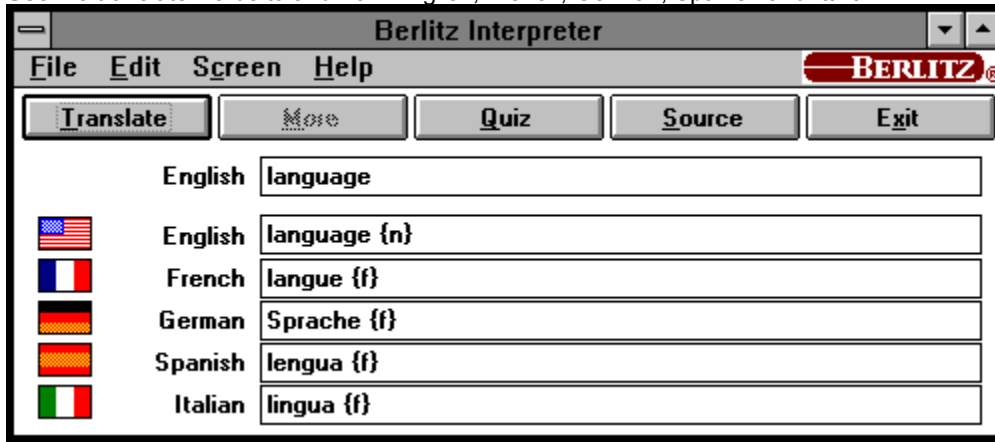 Berlitz Interpreter
File Edit Screen Help BERLITZ®
Translate More Quiz Source Exit
English language
English language {n}
French langue {f}
German Sprache {f}
Spanish lengua {f}
Italian lingua {f}